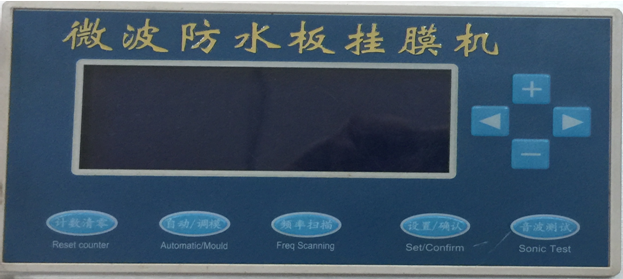 微波防水板挂膜机
+
◀ ▶
−
计数清零 自动/调模 频率扫描 设置/确认 音波测试
Reset counter Automatic/Mould Freq Scanning Set/Confirm Sonic Test